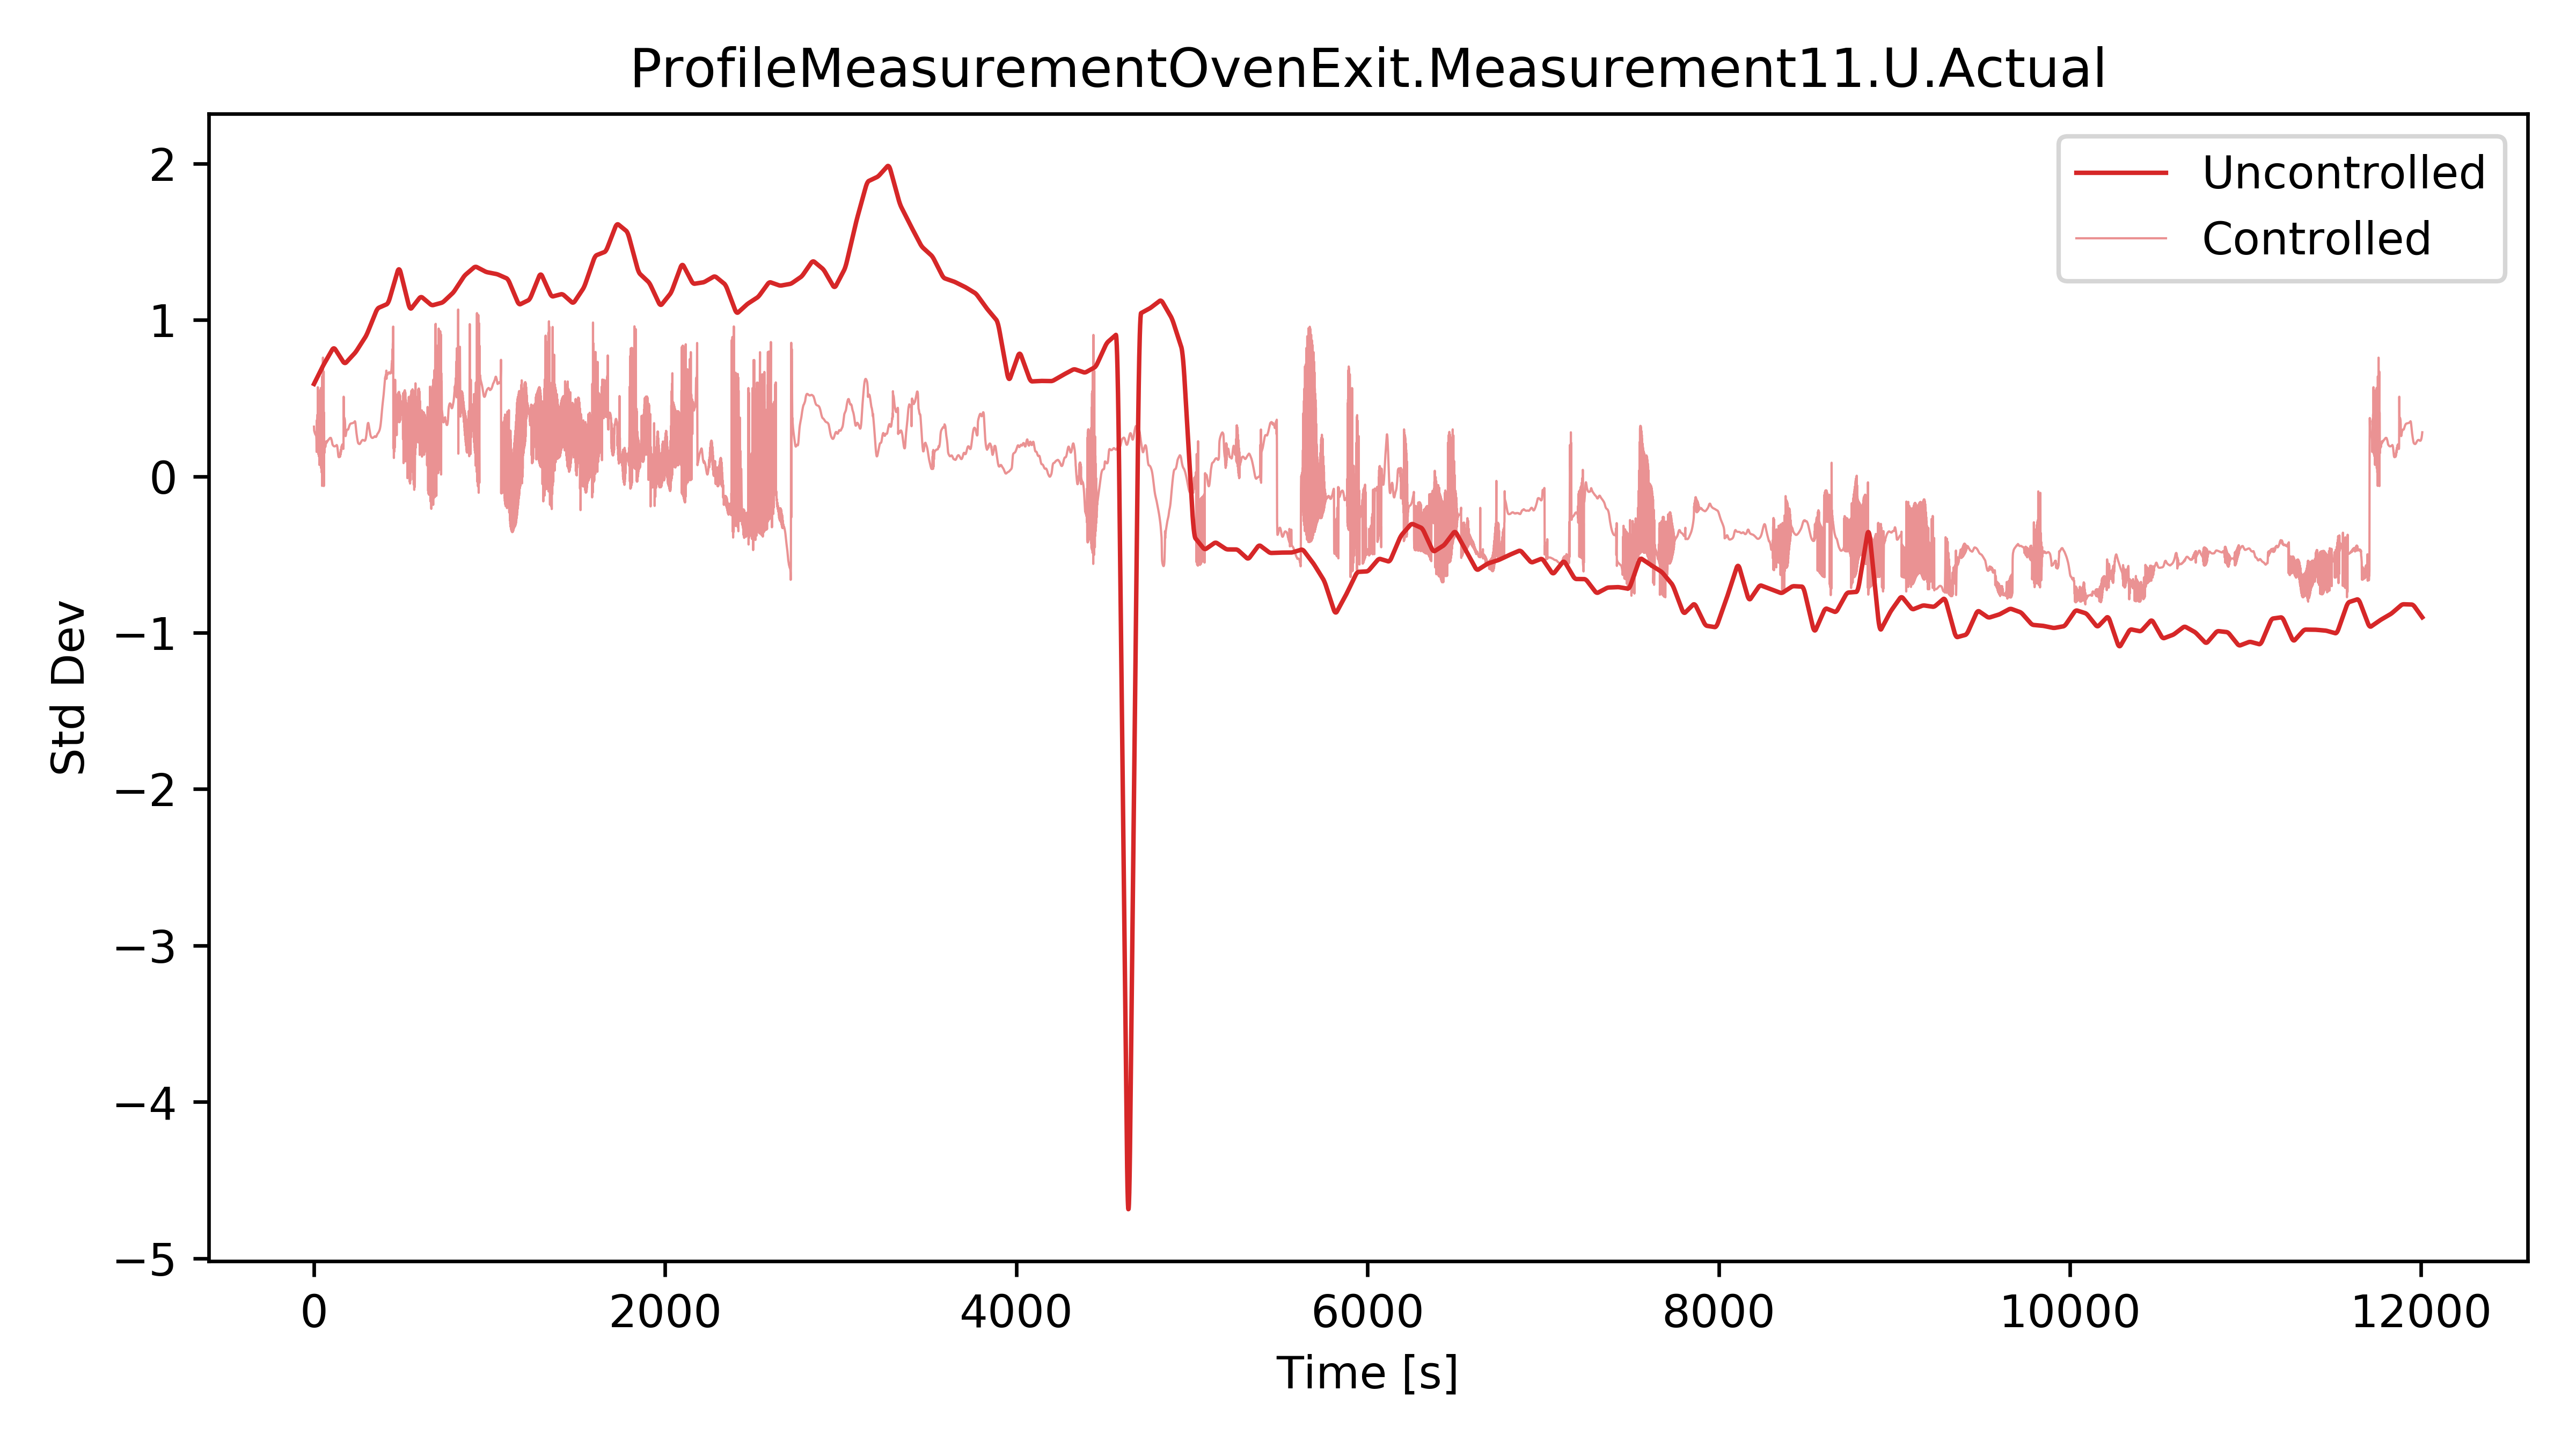 ProfileMeasurementOvenExit.Measurement11.U.Actual
Uncontrolled
Controlled
2
1
0
−1
−2
−3
−4
−5
Std Dev
0 2000 4000 6000 8000 10000 12000
Time [s]